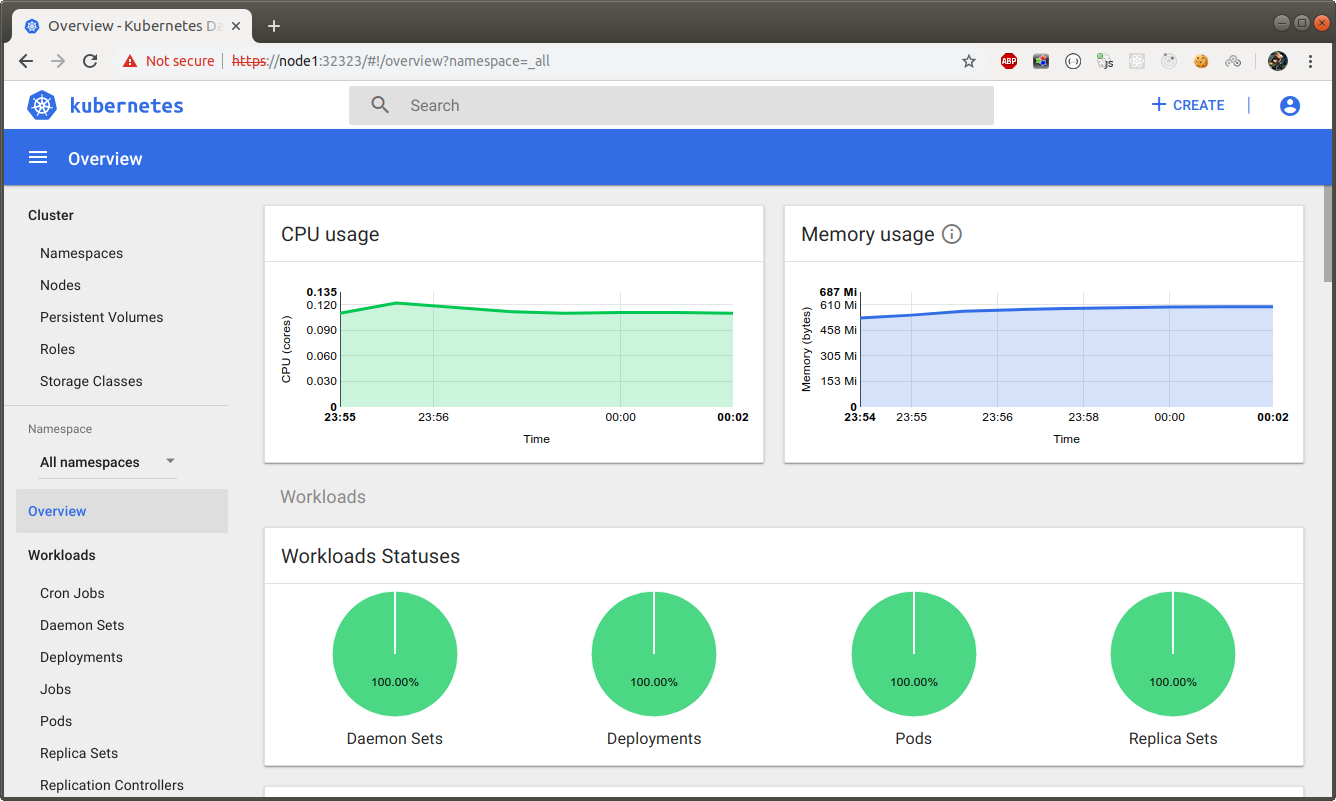 Overview - Kubernetes Da
Not secure https://node1:32323/#!/overview?namespace=_all
ABP
js
kubernetes
Search
CREATE
Overview
Cluster
Namespaces
Nodes
Persistent Volumes
Roles
Storage Classes
Namespace
All namespaces
Overview
Workloads
Cron Jobs
Daemon Sets
Deployments
Jobs
Pods
Replica Sets
Replication Controllers
CPU usage
CPU (cores)
0.135
0.120
0.090
0.060
0.030
0
23:55 23:56 00:00 00:02
Time
Memory usage
Memory (bytes)
687 Mi
610 Mi
458 Mi
305 Mi
153 Mi
0
23:54 23:55 23:56 23:58 00:00 00:02
Time
Workloads
Workloads Statuses
100.00% 100.00% 100.00% 100.00%
Daemon Sets Deployments Pods Replica Sets